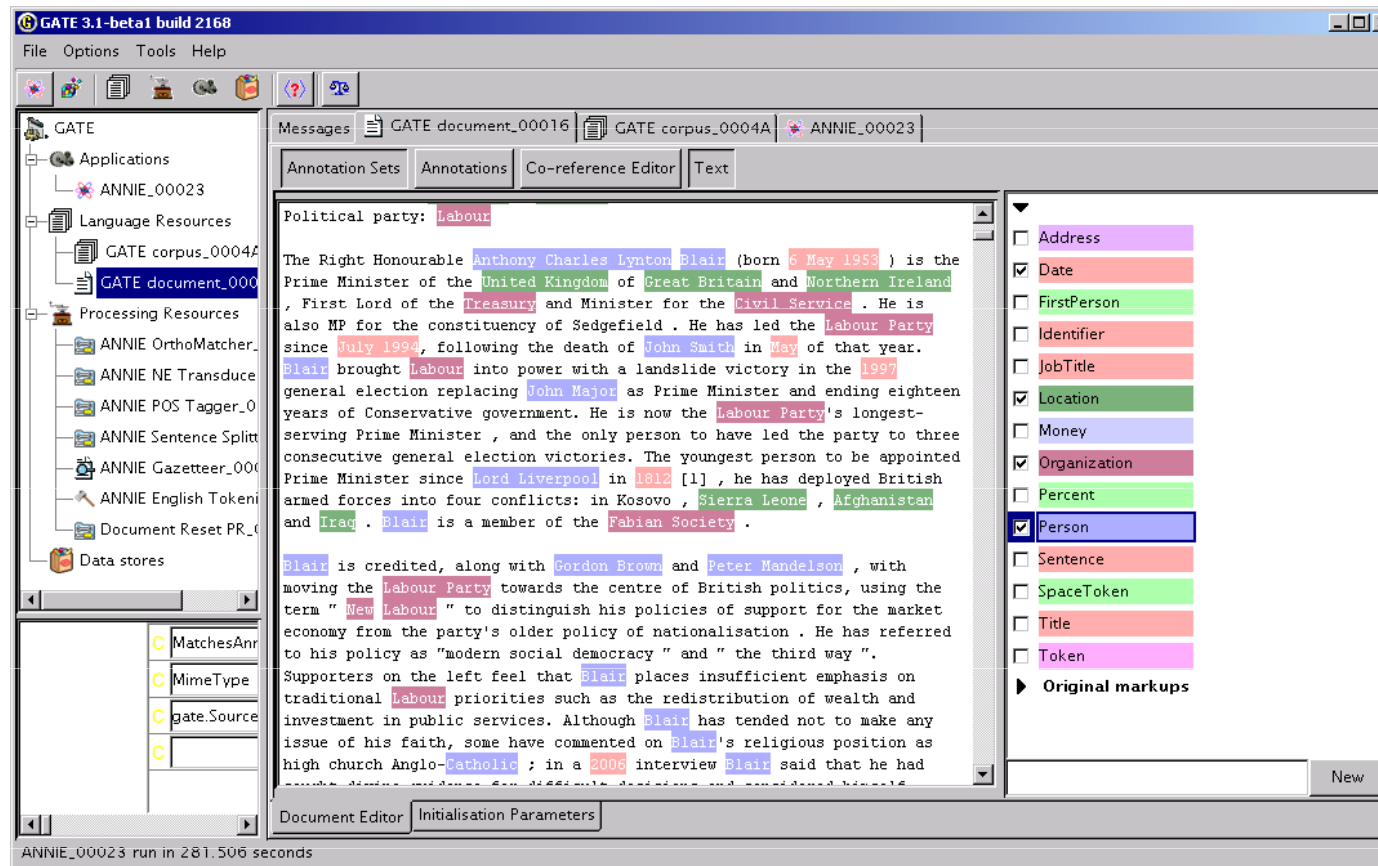 GATE 3.1-beta1 build 2168
File Options Tools Help
GATE
Applications
ANNIE_00023
Language Resources
GATE corpus_0004A
GATE document_000
Processing Resources
ANNIE OrthoMatcher_
ANNIE NE Transduce
ANNIE POS Tagger_0
ANNIE Sentence Splitt
ANNIE Gazetteer_000
ANNIE English Tokeni
Document Reset PR_0
Data stores
C MatchesAnn
C MimeType
C gate.Source
C
Messages GATE document_00016 GATE corpus_0004A ANNIE_00023
Annotation Sets Annotations Co-reference Editor Text
Political party: Labour
The Right Honourable Anthony Charles Lynton Blair (born 6 May 1953 ) is the
Prime Minister of the United Kingdom of Great Britain and Northern Ireland
, First Lord of the Treasury and Minister for the Civil Service . He is
also MP for the constituency of Sedgefield . He has led the Labour Party
since July 1994, following the death of John Smith in May of that year.
Blair brought Labour into power with a landslide victory in the 1997
general election replacing John Major as Prime Minister and ending eighteen
years of Conservative government. He is now the Labour Party's longest-
serving Prime Minister , and the only person to have led the party to three
consecutive general election victories. The youngest person to be appointed
Prime Minister since Lord Liverpool in 1812 [1] , he has deployed British
armed forces into four conflicts: in Kosovo , Sierra Leone , Afghanistan
and Iraq . Blair is a member of the Fabian Society .
Blair is credited, along with Gordon Brown and Peter Mandelson , with
moving the Labour Party towards the centre of British politics, using the
term " New Labour " to distinguish his policies of support for the market
economy from the party's older policy of nationalisation . He has referred
to his policy as "modern social democracy " and " the third way ".
Supporters on the left feel that Blair places insufficient emphasis on
traditional Labour priorities such as the redistribution of wealth and
investment in public services. Although Blair has tended not to make any
issue of his faith, some have commented on Blair's religious position as
high church Anglo-Catholic ; in a 2006 interview Blair said that he had
Address
Date
FirstPerson
Identifier
JobTitle
Location
Money
Organization
Percent
Person
Sentence
SpaceToken
Title
Token
Original markups
New
Document Editor Initialisation Parameters
ANNIE_00023 run in 281.506 seconds